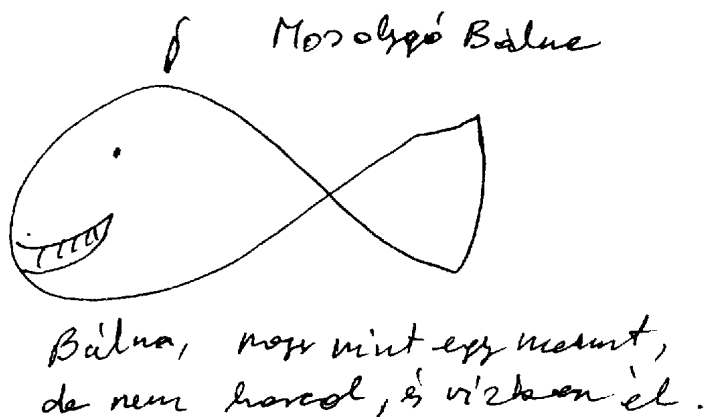 Mosolygó Bálna
Bálna, nagy mint egy mamut,
de nem harcol, és vízben él.